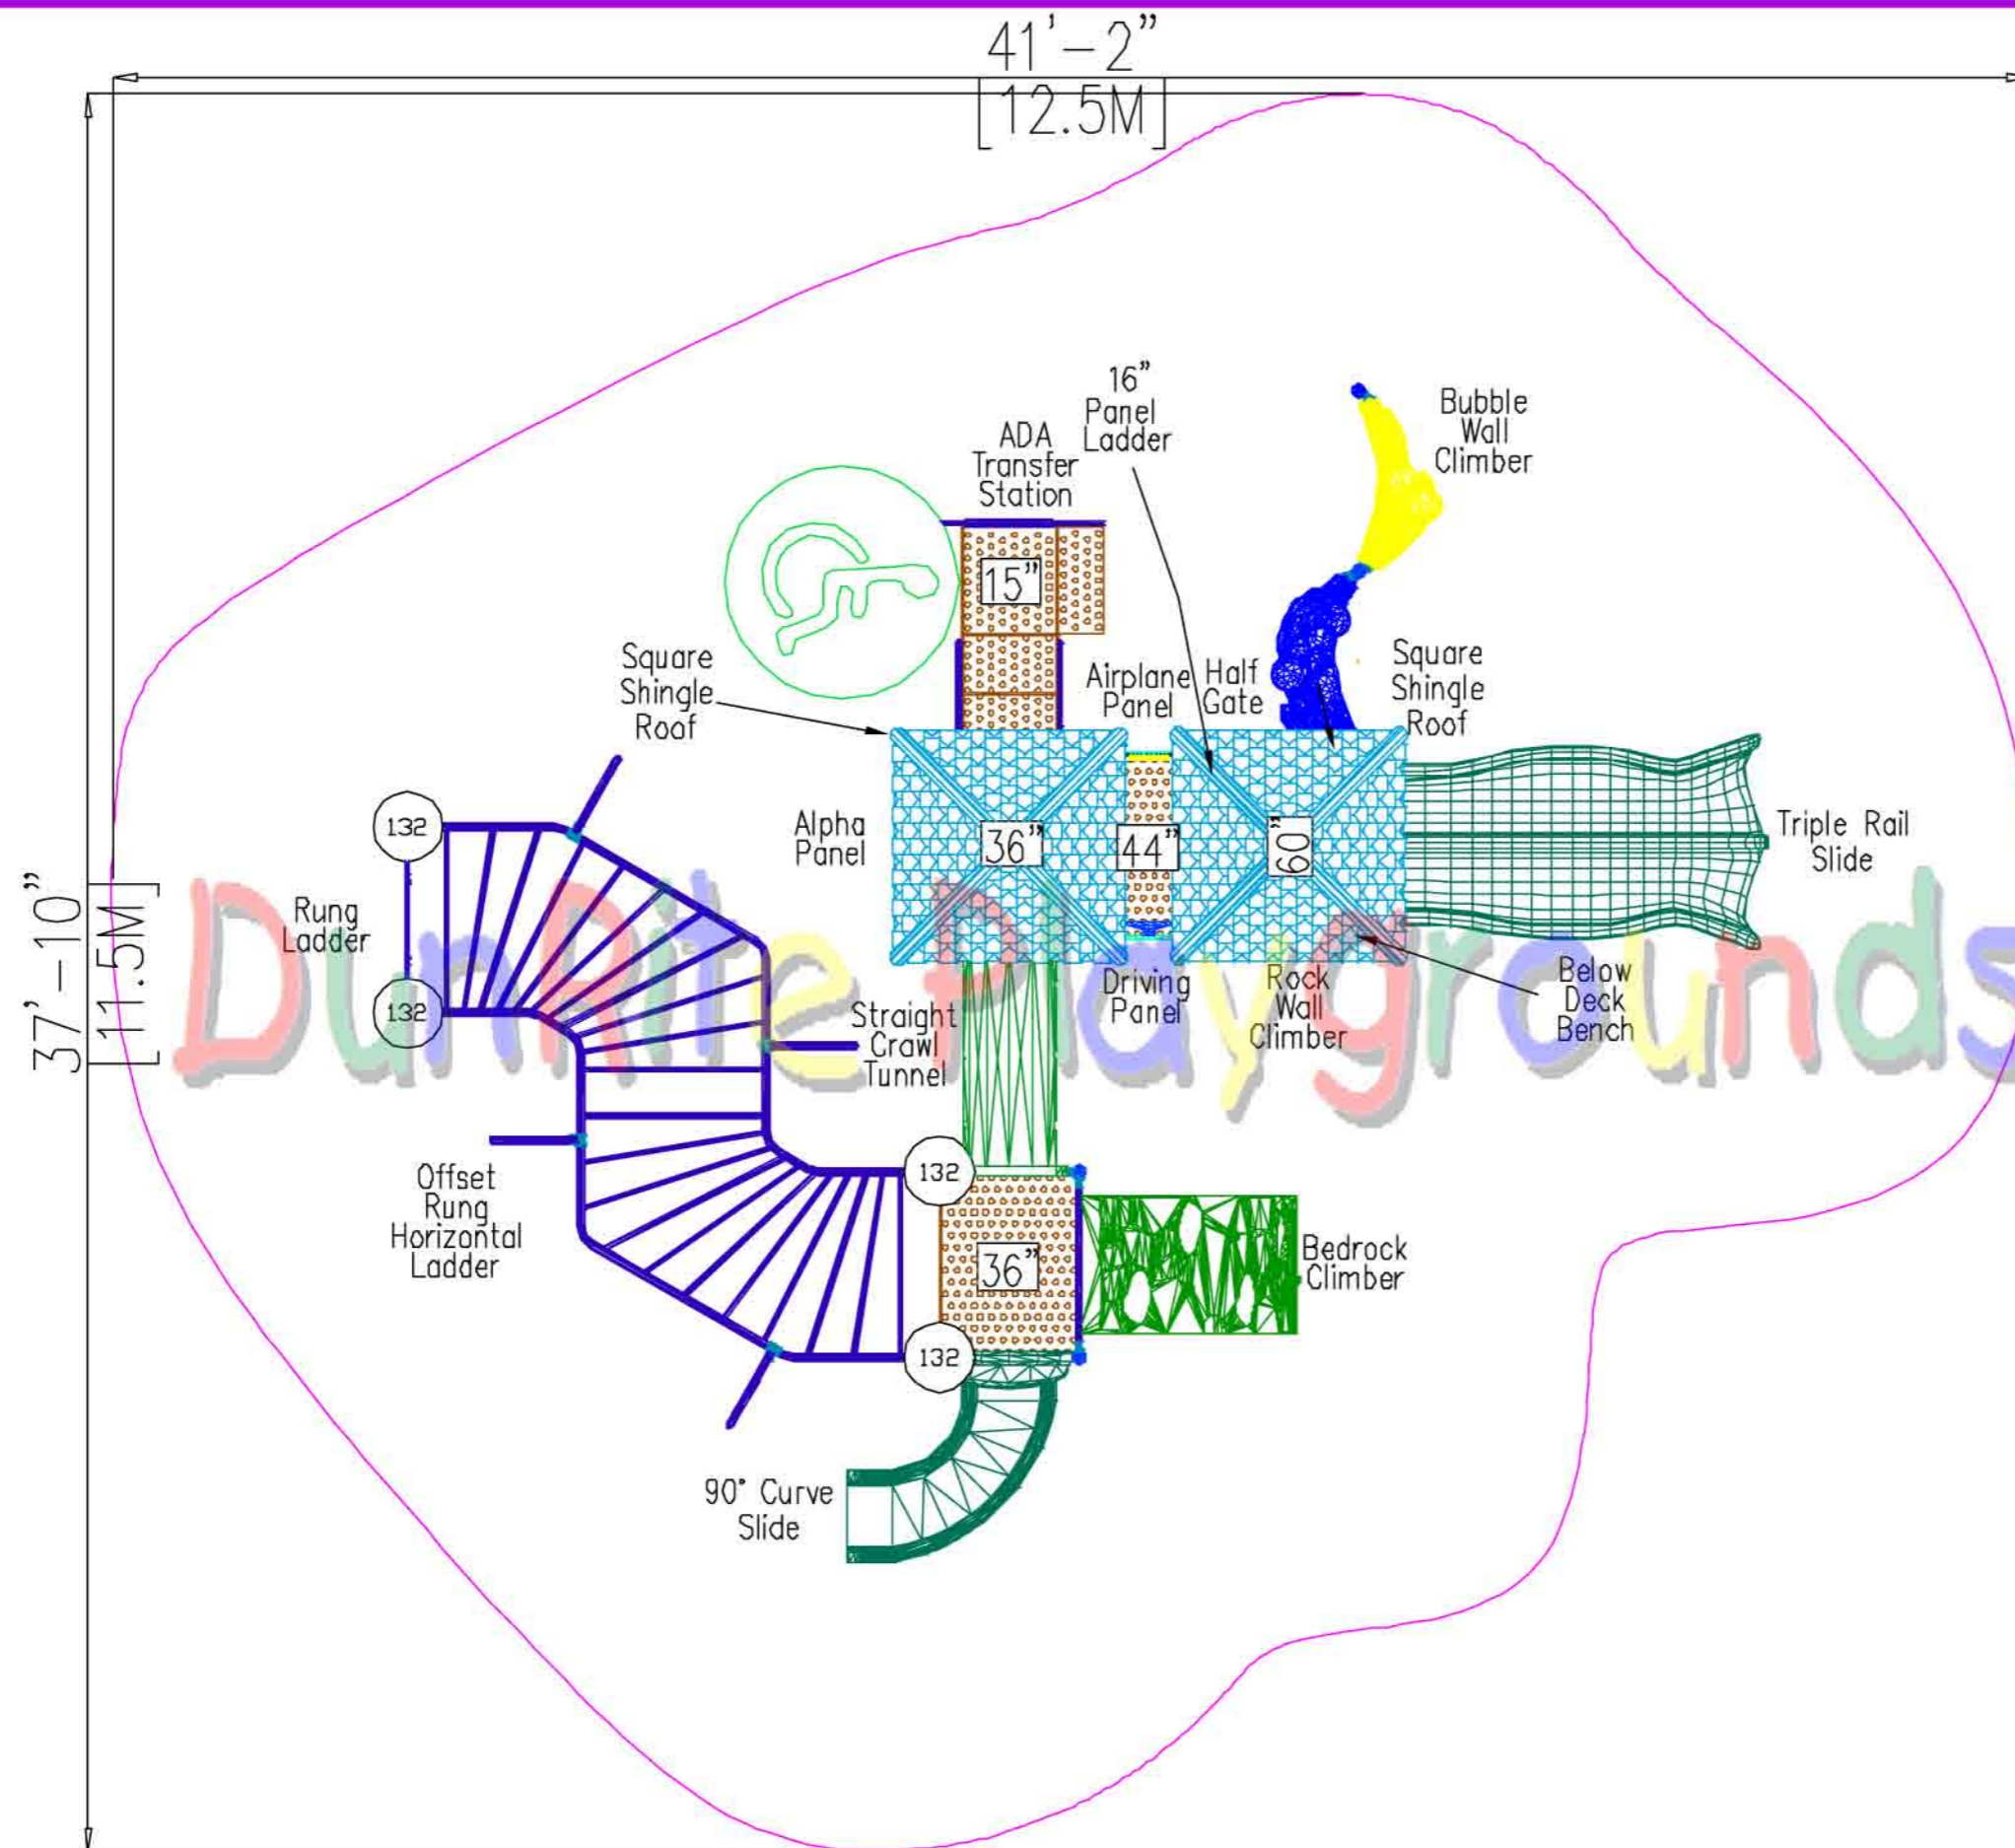 41'-2"
[12.5M]
16"
Panel
Ladder
Bubble
Wall
Climber
ADA
Transfer
Station
15"
Square
Shingle
Roof
Airplane
Panel
Half
Gate
Square
Shingle
Roof
132
Alpha
Panel
36"
44"
60"
Triple Rail
Slide
37'-10"
[11.5M]
Rung
Ladder
DunRite Playgrounds
132
Straight
Crawl
Tunnel
Driving
Panel
Rock
Wall
Climber
Below
Deck
Bench
132
Offset
Rung
Horizontal
Ladder
36"
Bedrock
Climber
132
90° Curve
Slide